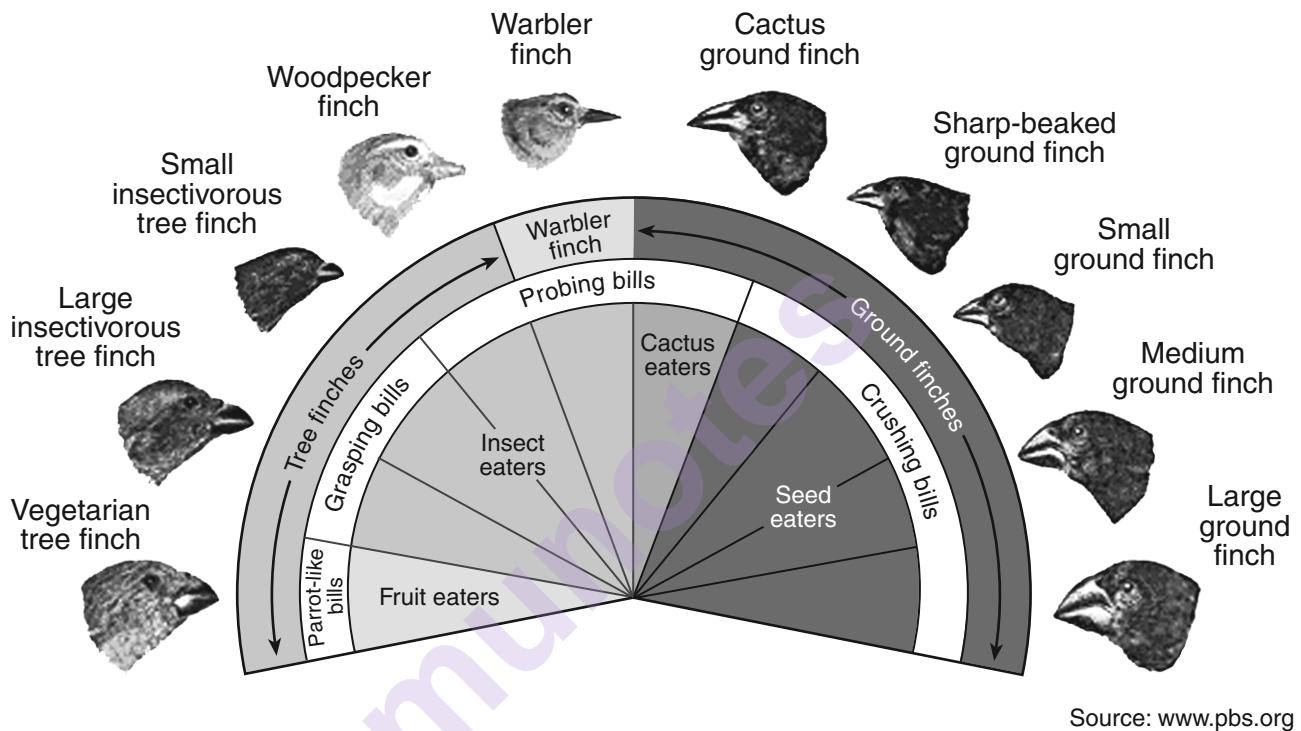 Warbler
finch
Cactus
ground finch
Woodpecker
finch
Sharp-beaked
ground finch
Small
insectivorous
tree finch
Small
ground finch
Large
insectivorous
tree finch
Medium
ground finch
Vegetarian
tree finch
Large
ground
finch
Tree finches
Warbler
finch
Ground finches
Parrot-like
bills
Grasping bills
Probing bills
Crushing bills
Fruit eaters
Insect
eaters
Cactus
eaters
Seed
eaters
munotes
Source: www.pbs.org